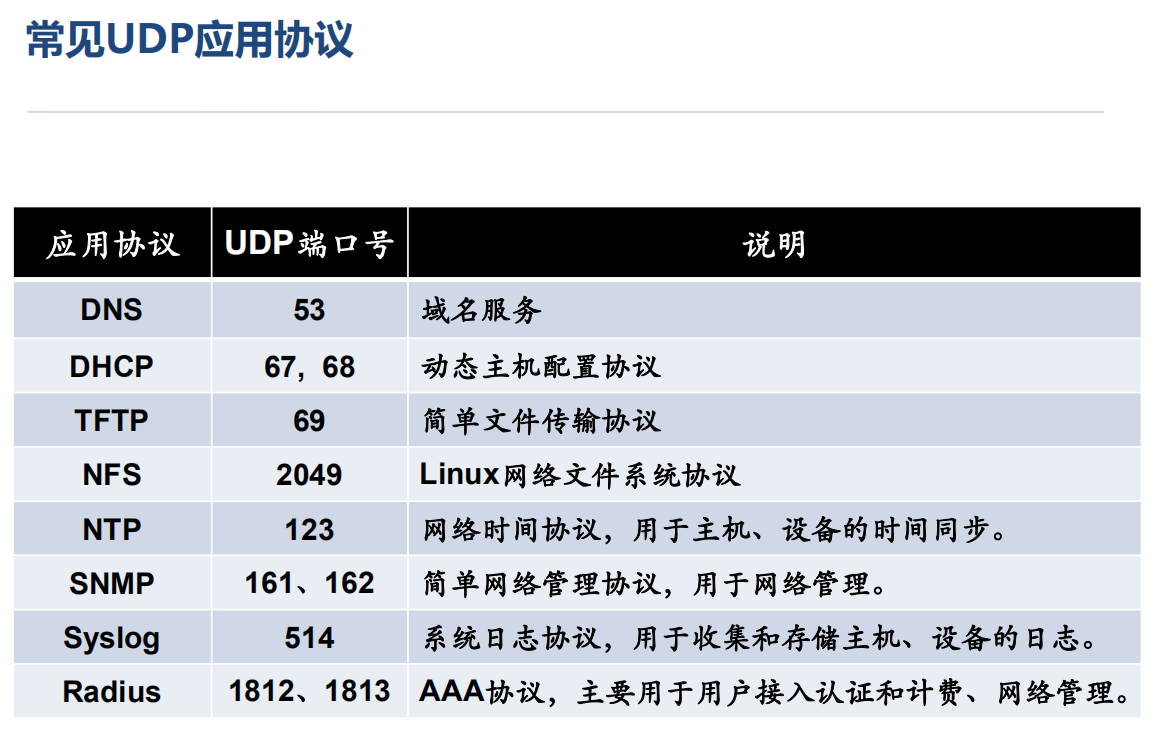 常见UDP应用协议
应用协议 UDP端口号 说明
DNS 53 域名服务
DHCP 67，68 动态主机配置协议
TFTP 69 简单文件传输协议
NFS 2049 Linux网络文件系统协议
NTP 123 网络时间协议，用于主机、设备的时间同步。
SNMP 161、162 简单网络管理协议，用于网络管理。
Syslog 514 系统日志协议，用于收集和存储主机、设备的日志。
Radius 1812、1813 AAA协议，主要用于用户接入认证和计费、网络管理。